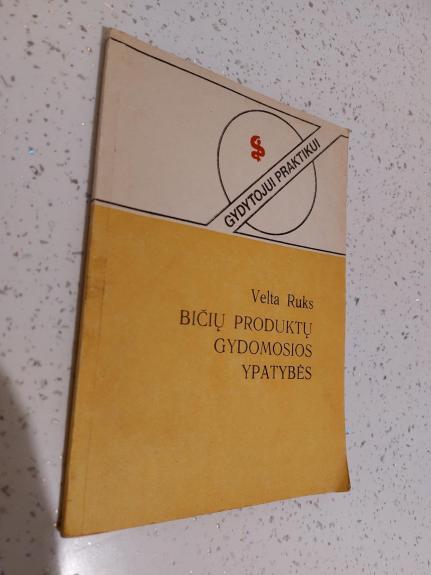 GYDYTOJUI PRAKTIKUI
Velta Ruks
BIČIŲ PRODUKTŲ
GYDOMOSIOS
YPATYBĖS